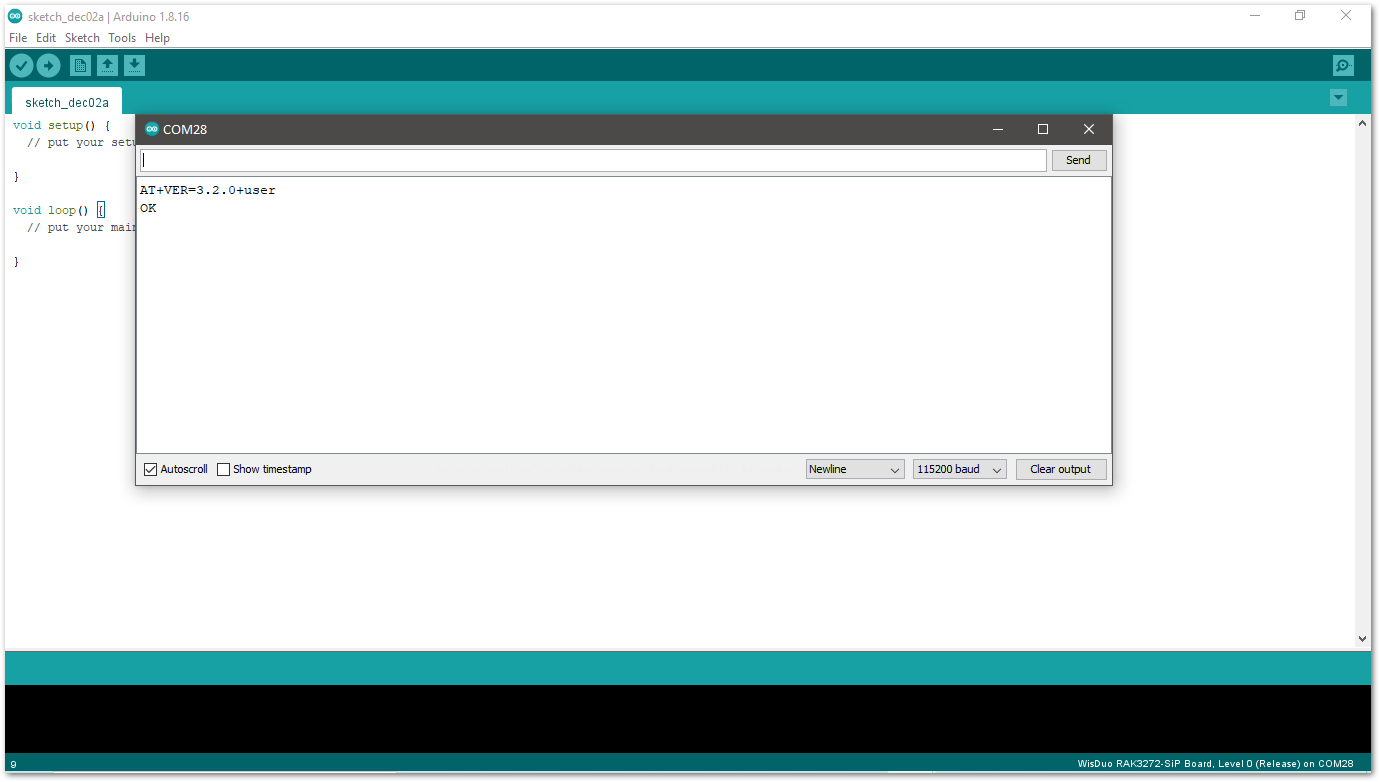 sketch_dec02a | Arduino 1.8.16
File Edit Sketch Tools Help
sketch_dec02a
void setup() {
// put your setu
}
void loop() {
// put your main
}
COM28
Send
AT+VER=3.2.0+user
OK
Autoscroll Show timestamp Newline 115200 baud Clear output
9 WisDuo RAK3272-SiP Board, Level 0 (Release) on COM28